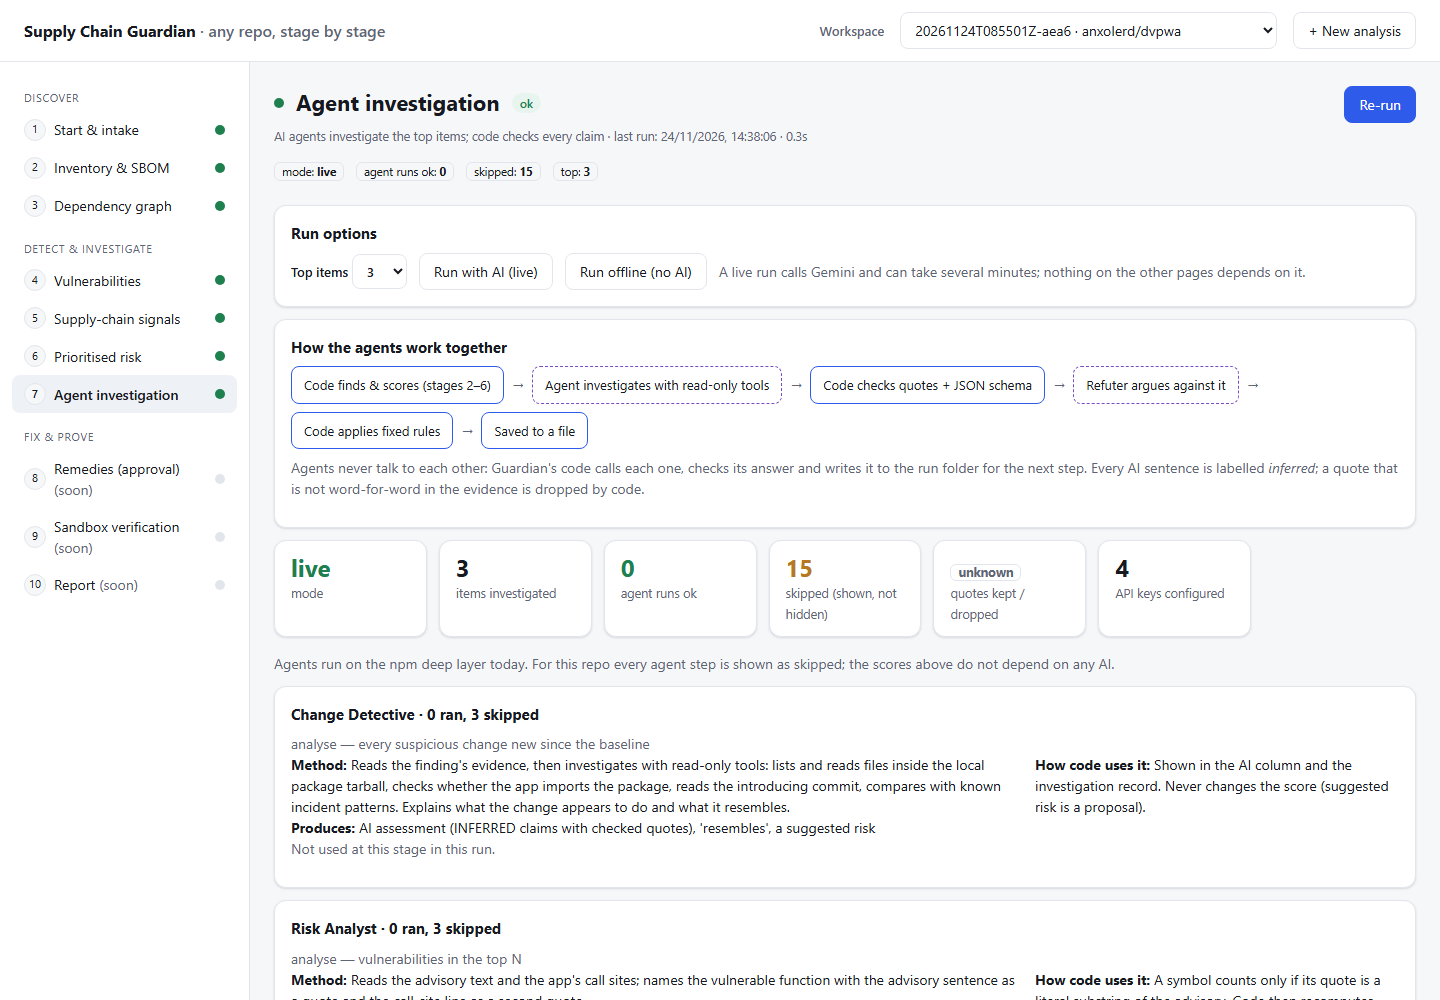 Supply Chain Guardian · any repo, stage by stage
Workspace
20261124T085501Z-aea6 · anxolerd/dvpwa
+ New analysis
DISCOVER
1 Start & intake
2 Inventory & SBOM
3 Dependency graph
DETECT & INVESTIGATE
4 Vulnerabilities
5 Supply-chain signals
6 Prioritised risk
7 Agent investigation
FIX & PROVE
8 Remedies (approval)
(soon)
9 Sandbox verification
(soon)
10 Report (soon)
Agent investigation ok
Re-run
AI agents investigate the top items; code checks every claim · last run: 24/11/2026, 14:38:06 · 0.3s
mode: live
agent runs ok: 0
skipped: 15
top: 3
Run options
Top items 3 Run with AI (live) Run offline (no AI) A live run calls Gemini and can take several minutes; nothing on the other pages depends on it.
How the agents work together
Code finds & scores (stages 2–6) → Agent investigates with read-only tools → Code checks quotes + JSON schema → Refuter argues against it →
Code applies fixed rules → Saved to a file
Agents never talk to each other: Guardian's code calls each one, checks its answer and writes it to the run folder for the next step. Every AI sentence is labelled inferred; a quote that
is not word-for-word in the evidence is dropped by code.
live
mode
3
items investigated
0
agent runs ok
15
skipped (shown, not
hidden)
unknown
quotes kept /
dropped
4
API keys configured
Agents run on the npm deep layer today. For this repo every agent step is shown as skipped; the scores above do not depend on any AI.
Change Detective · 0 ran, 3 skipped
analyse — every suspicious change new since the baseline
Method: Reads the finding's evidence, then investigates with read-only tools: lists and reads files inside the local
package tarball, checks whether the app imports the package, reads the introducing commit, compares with known
incident patterns. Explains what the change appears to do and what it resembles.
Produces: AI assessment (INFERRED claims with checked quotes), 'resembles', a suggested risk
Not used at this stage in this run.
How code uses it: Shown in the AI column and the
investigation record. Never changes the score (suggested
risk is a proposal).
Risk Analyst · 0 ran, 3 skipped
analyse — vulnerabilities in the top N
Method: Reads the advisory text and the app's call sites; names the vulnerable function with the advisory sentence as
a quote and the call-site line as a second quote.
How code uses it: A symbol counts only if its quote is a
literal substring of the advisory. Code then recomputes